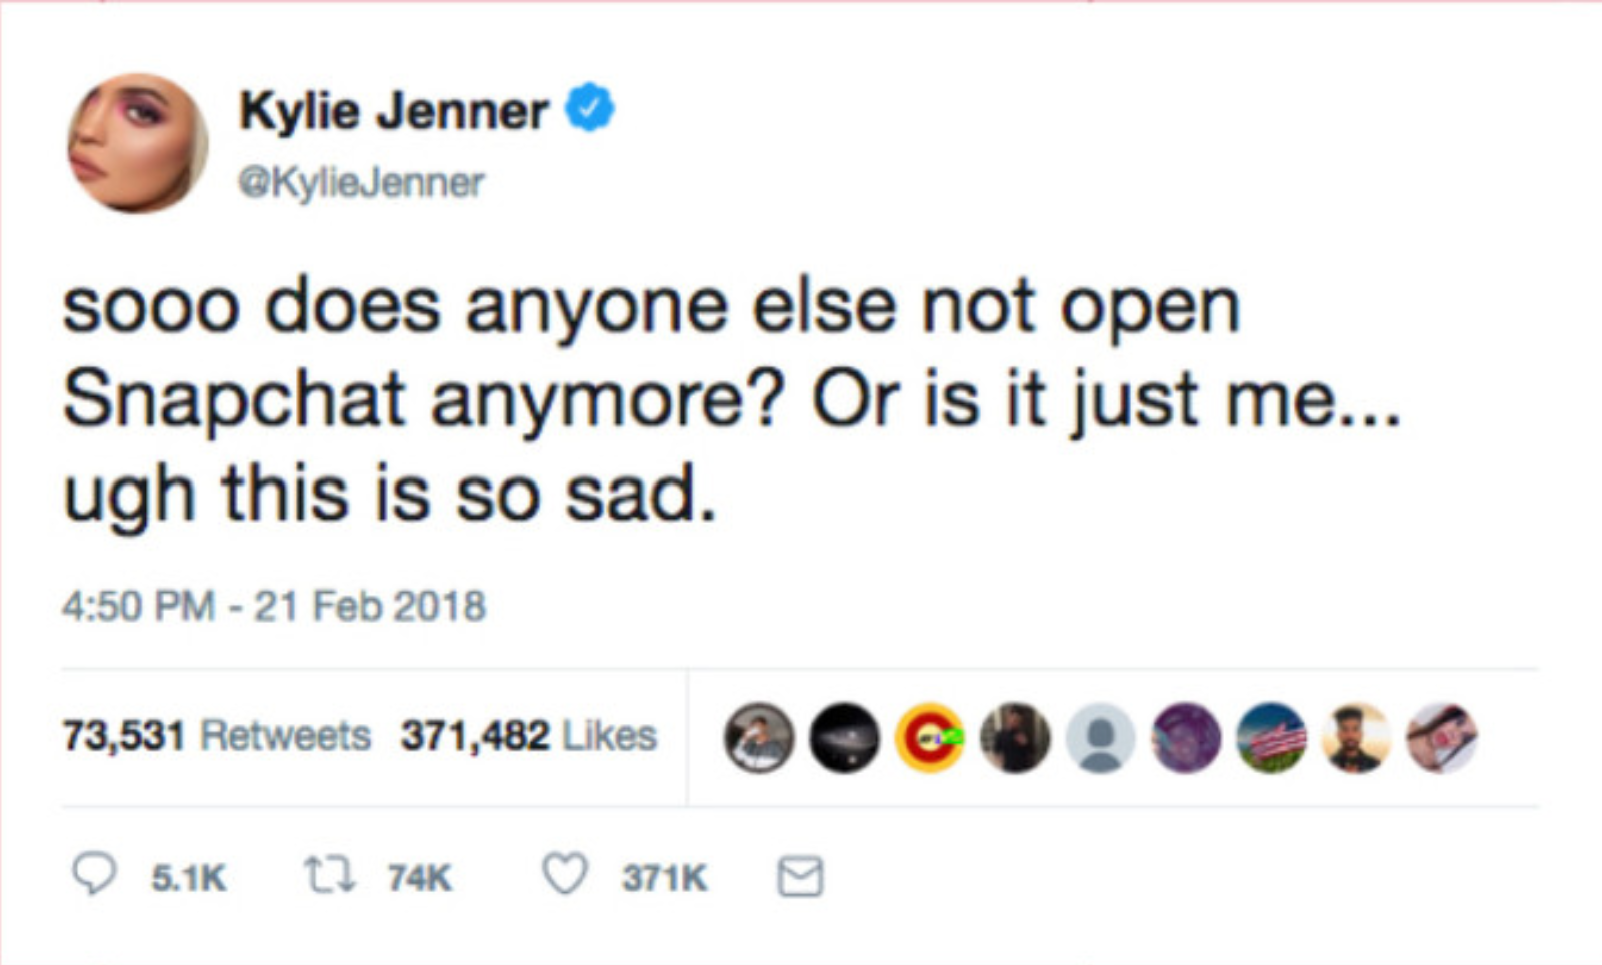 Kylie Jenner
@KylieJenner
sooo does anyone else not open
Snapchat anymore? Or is it just me...
ugh this is so sad.
4:50 PM - 21 Feb 2018
73,531 Retweets 371,482 Likes
5.1K 74K 371K